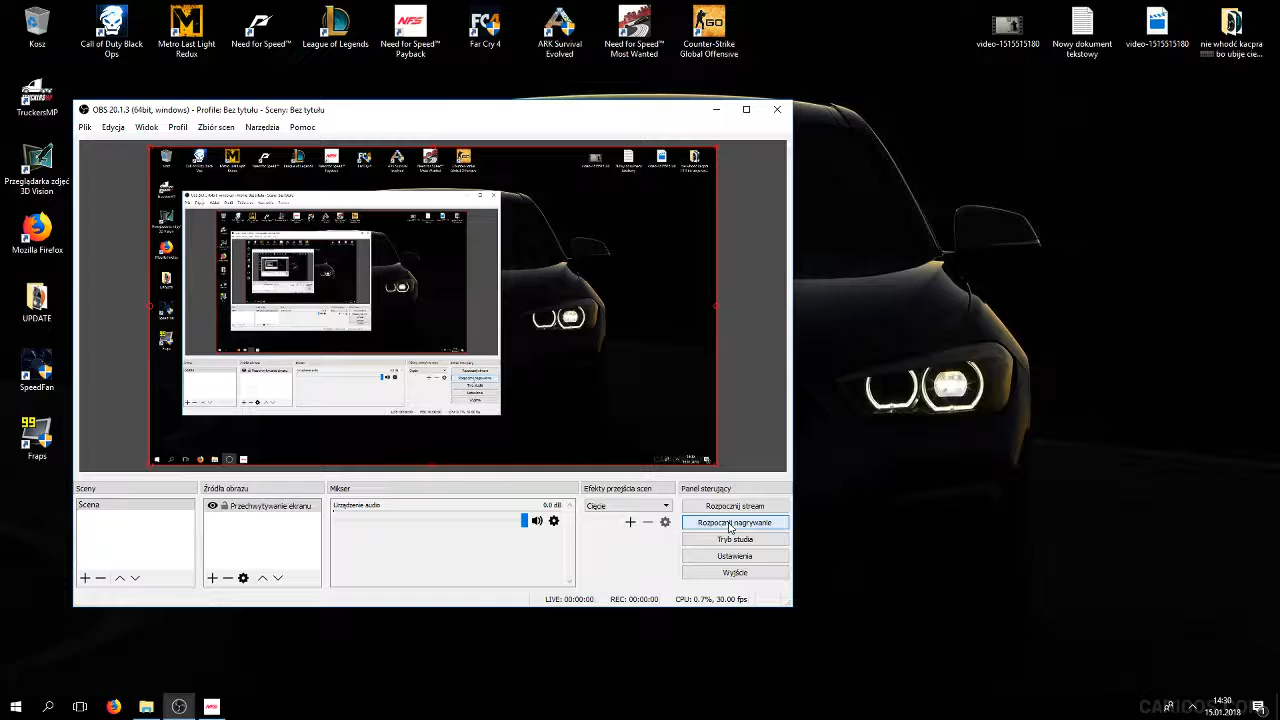 Kosz
Call of Duty Black
Ops
Metro Last Light
Redux
Need for Speed™
League of Legends
Need for Speed™
Payback
Far Cry 4
ARK Survival
Evolved
Need for Speed™
Most Wanted
Counter-Strike
Global Offensive
video-1515515180
Nowy dokument
tekstowy
video-1515515180
nie whodć kacpra
bo ubije cie...
TruckersMP
Przeglądarka zdjęć
3D Vision
Mozilla Firefox
UPDATE
SpeedFan
99
Fraps
OBS 20.1.3 (64bit, windows) - Profile: Bez tytułu - Sceny: Bez tytułu
Plik
Edycja
Widok
Profil
Zbiór scen
Narzędzia
Pomoc
Sceny
Źródła obrazu
Mikser
Efekty przejścia scen
Panel sterujący
Scena
Przechwytywanie ekranu
Urządzenie audio
0.0 dB
Cięcie
Rozpocznij stream
Rozpocznij nagrywanie
Tryb studia
Ustawienia
Wyjście
LIVE: 00:00:00
REC: 00:00:00
CPU: 0.7%, 30.00 fps
14:30
15.01.2018